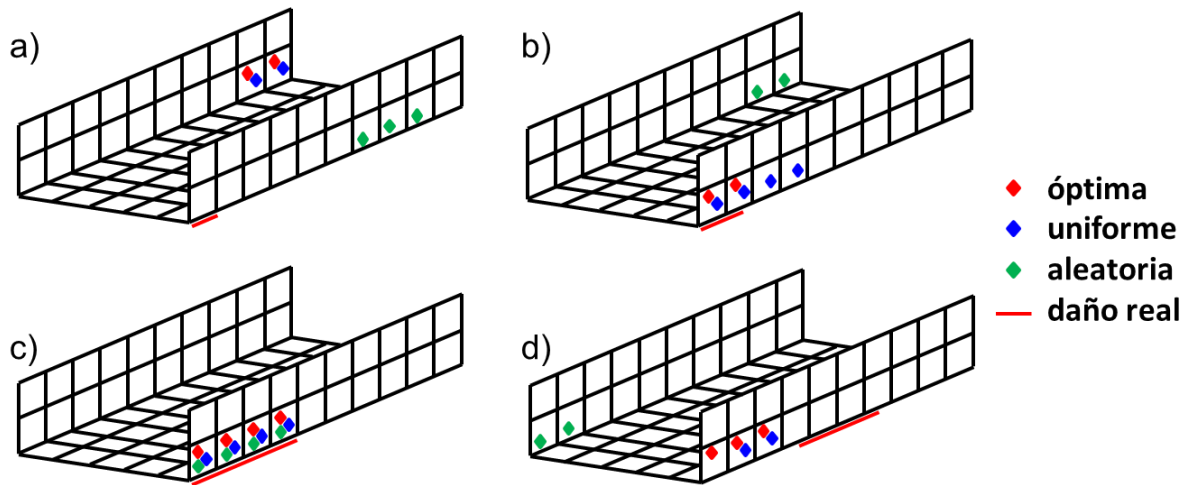 a)
b)
c)
d)
óptima
uniforme
aleatoria
daño real